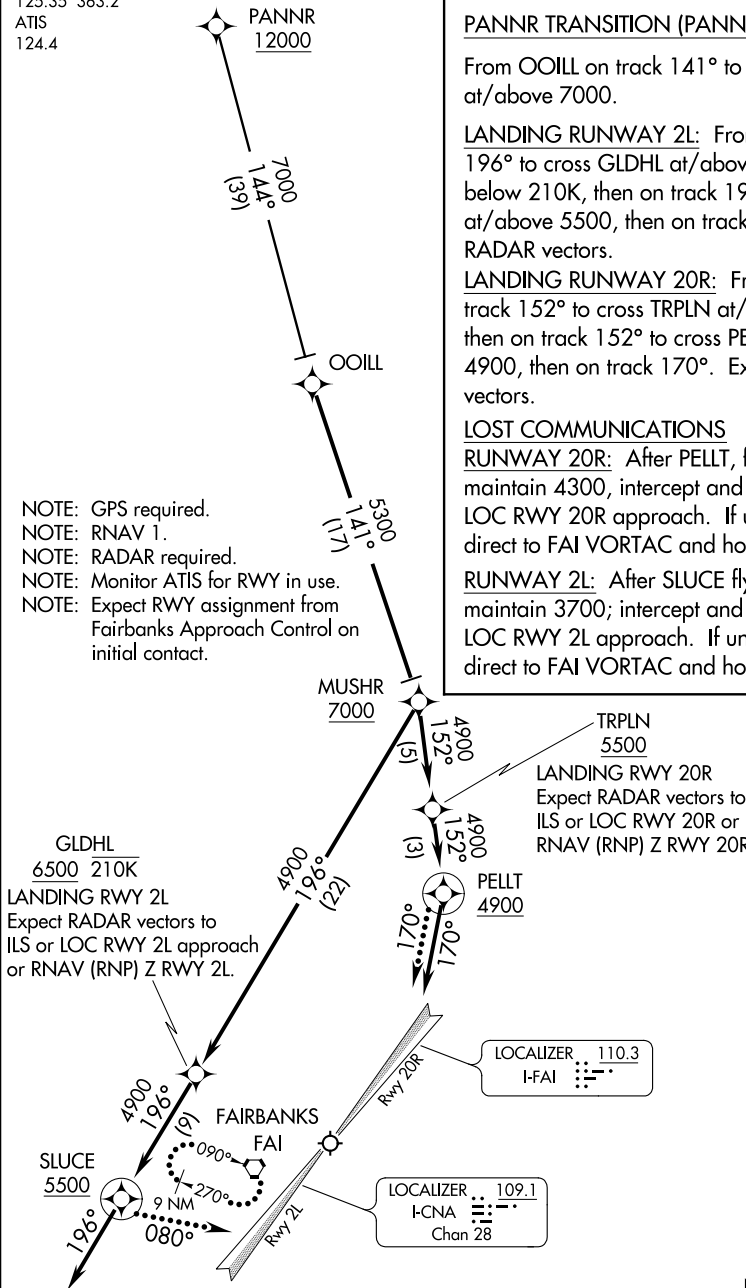 125.35 363.2
ATIS
124.4
PANNR
12000
7000
144°
(39)
OOILL
5300
141°
(17)
NOTE: GPS required.
NOTE: RNAV 1.
NOTE: RADAR required.
NOTE: Monitor ATIS for RWY in use.
NOTE: Expect RWY assignment from
Fairbanks Approach Control on
initial contact.
PANNR TRANSITION (PANN
From OOILL on track 141° to
at/above 7000.
LANDING RUNWAY 2L: Fro
196° to cross GLDHL at/abov
below 210K, then on track 19
at/above 5500, then on track
RADAR vectors.
LANDING RUNWAY 20R: Fr
track 152° to cross TRPLN at/
then on track 152° to cross PE
4900, then on track 170°. Ex
vectors.
LOST COMMUNICATIONS
RUNWAY 20R: After PELLT, f
maintain 4300, intercept and
LOC RWY 20R approach. If u
direct to FAI VORTAC and ho
RUNWAY 2L: After SLUCE fly
maintain 3700; intercept and
LOC RWY 2L approach. If un
direct to FAI VORTAC and ho
MUSHR
7000
4900
152°
(5)
TRPLN
5500
LANDING RWY 20R
Expect RADAR vectors to
ILS or LOC RWY 20R or
RNAV (RNP) Z RWY 20R
4900
152°
(3)
PELLT
4900
170°
170°
4900
196°
(22)
GLDHL
6500 210K
LANDING RWY 2L
Expect RADAR vectors to
ILS or LOC RWY 2L approach
or RNAV (RNP) Z RWY 2L.
4900
196°
(9)
SLUCE
5500
196°
080°
FAIRBANKS
FAI
090°
270°
9 NM
Rwy 20R
Rwy 2L
LOCALIZER 110.3
I-FAI
LOCALIZER 109.1
I-CNA
Chan 28